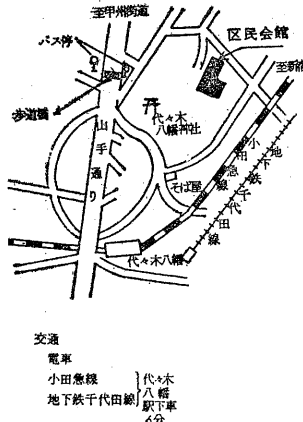 至甲州街道
バス停
区民会館
至新宿
歩道橋
代々木
八幡神社
山手通り
そば屋
小田急線
地下鉄千代田線
代々木八幡
交通
電車
小田急線
地下鉄千代田線
代々木
八幡
駅下車
6分